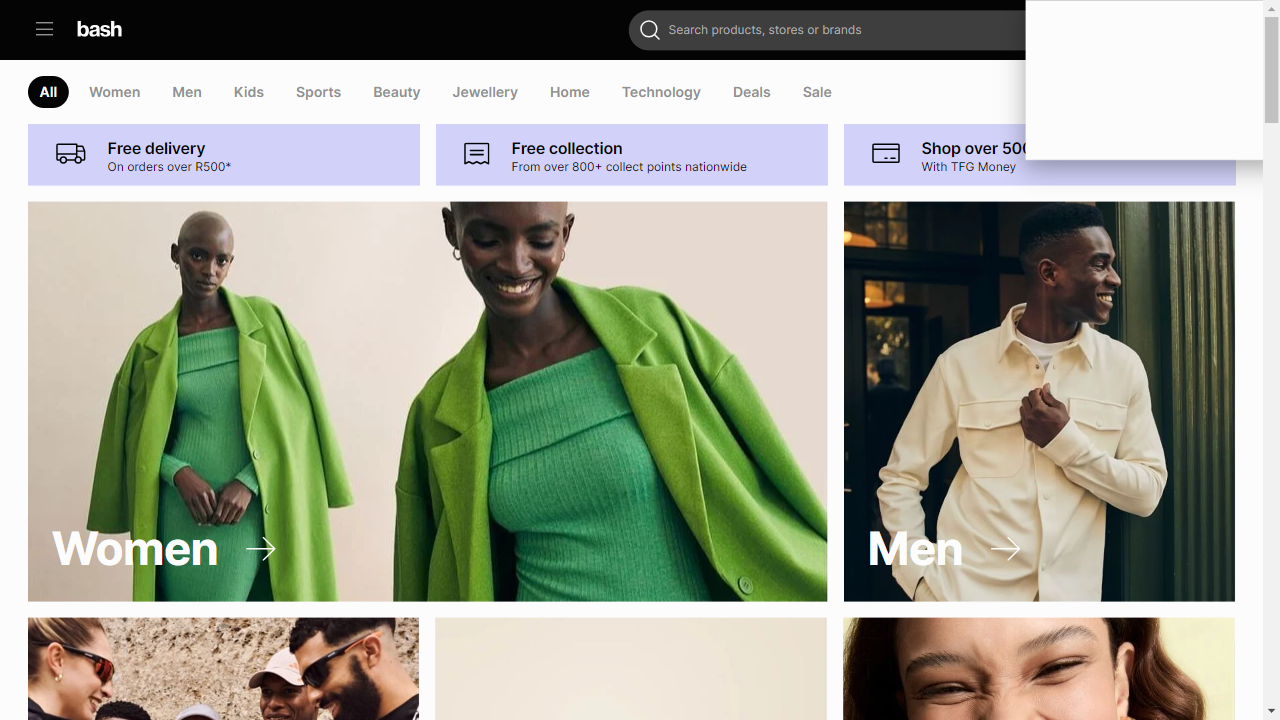 bash
Search products, stores or brands
All
Women
Men
Kids
Sports
Beauty
Jewellery
Home
Technology
Deals
Sale
Free delivery
On orders over R500*
Free collection
From over 800+ collect points nationwide
Shop over
With TFG Money
Women
Men